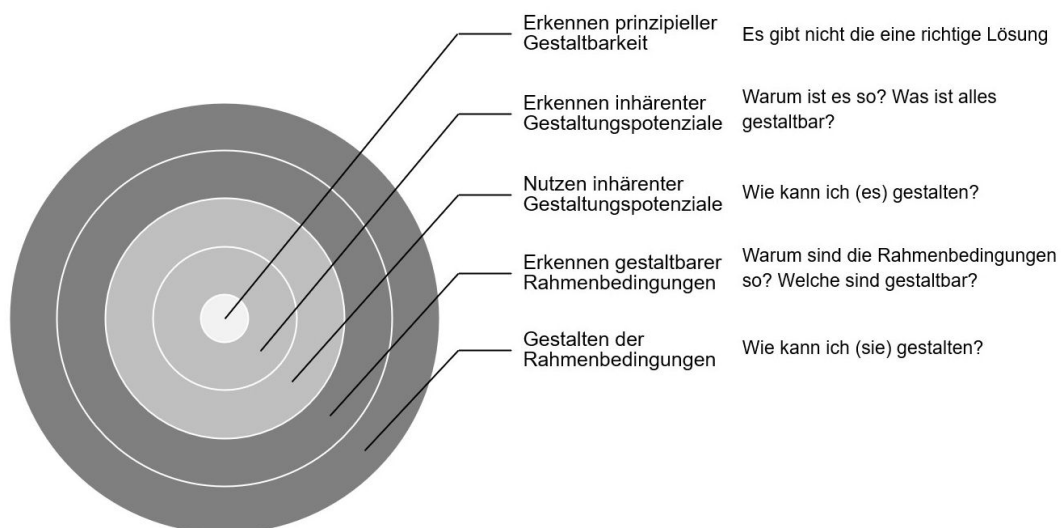 Erkennen prinzipieller
Gestaltbarkeit
Es gibt nicht die eine richtige Lösung
Erkennen inhärenter
Gestaltungspotenziale
Warum ist es so? Was ist alles
gestaltbar?
Nutzen inhärenter
Gestaltungspotenziale
Wie kann ich (es) gestalten?
Erkennen gestaltbarer
Rahmenbedingungen
Warum sind die Rahmenbedingungen
so? Welche sind gestaltbar?
Gestalten der
Rahmenbedingungen
Wie kann ich (sie) gestalten?